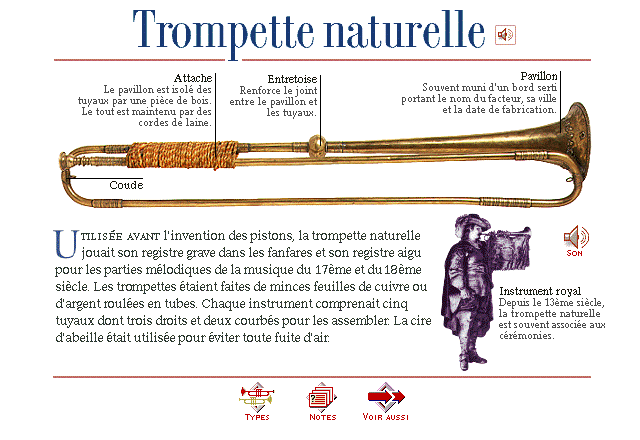 Trompette naturelle
Attache
Le pavillon est isolé des
tuyaux par une pièce de bois.
Le tout est maintenu par des
cordes de laine.
Entretoise
Renforce le joint
entre le pavillon et
les tuyaux.
Pavillon
Souvent muni d'un bord serti
portant le nom du facteur, sa ville
et la date de fabrication.
Coude
UTILISÉE AVANT l'invention des pistons, la trompette naturelle
jouait son registre grave dans les fanfares et son registre aigu
pour les parties mélodiques de la musique du 17ème et du 18ème
siècle. Les trompettes étaient faites de minces feuilles de cuivre ou
d'argent roulées en tubes. Chaque instrument comprenait cinq
tuyaux dont trois droits et deux courbés pour les assembler. La cire
d'abeille était utilisée pour éviter toute fuite d'air.
SON
Instrument royal
Depuis le 13ème siècle,
la trompette naturelle
est souvent associée aux
cérémonies.
TYPES
NOTES
VOIR AUSSI